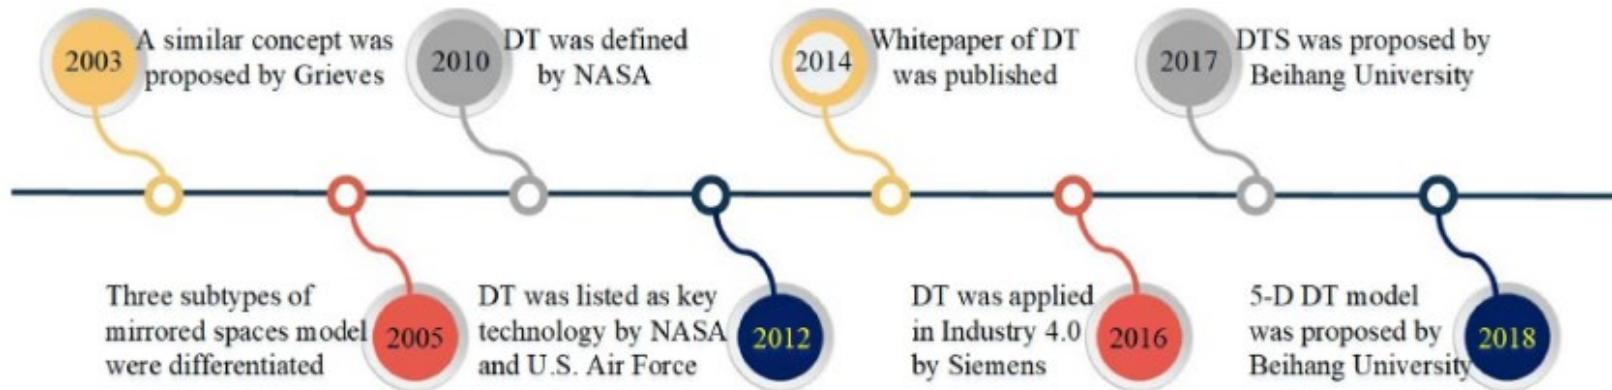 2003
A similar concept was
proposed by Grieves
2010
DT was defined
by NASA
2014
Whitepaper of DT
was published
2017
DTS was proposed by
Beihang University
Three subtypes of
mirrored spaces model
were differentiated
2005
DT was listed as key
technology by NASA
and U.S. Air Force
2012
DT was applied
in Industry 4.0
by Siemens
2016
5-D DT model
was proposed by
Beihang University
2018